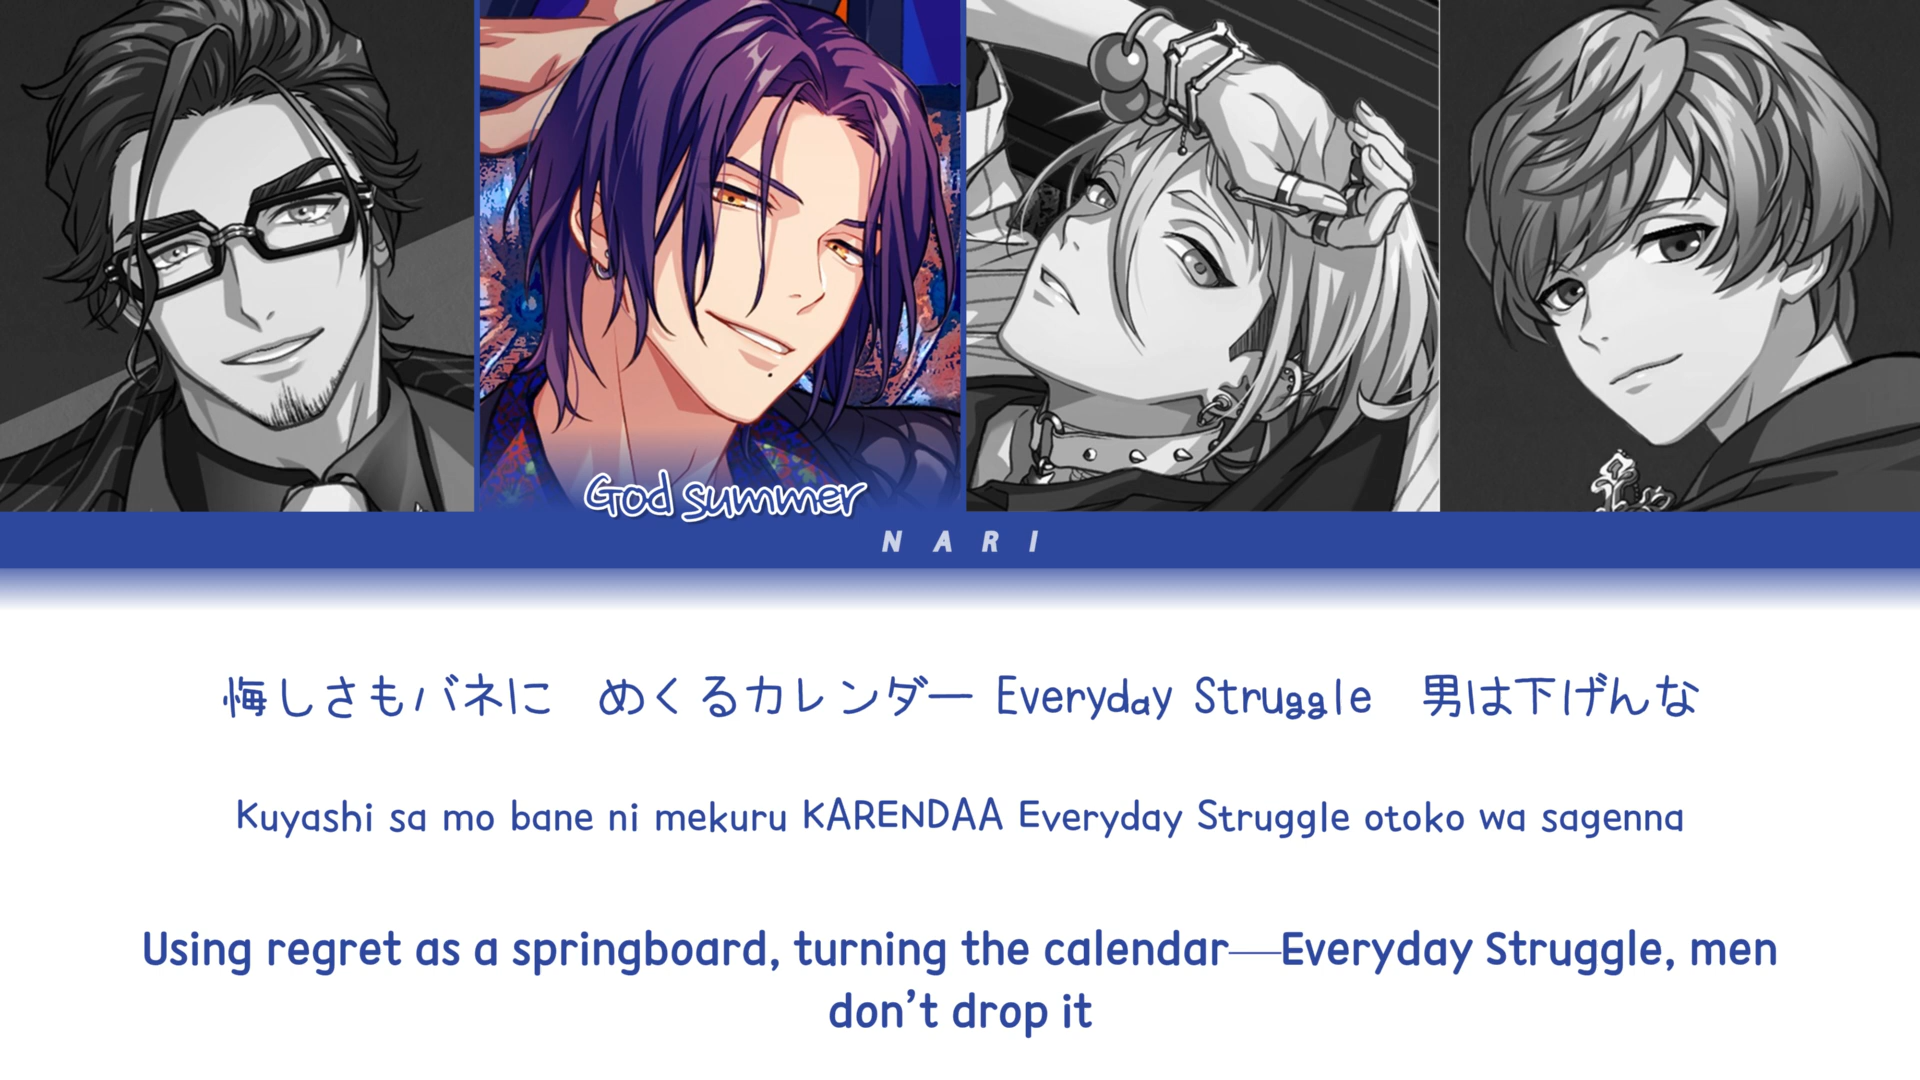 God summer
NARI
悔しさもバネに　めくるカレンダー Everyday Struggle　男は下げんな
Kuyashi sa mo bane ni mekuru KARENDAA Everyday Struggle otoko wa sagenna
Using regret as a springboard, turning the calendar—Everyday Struggle, men
don't drop it